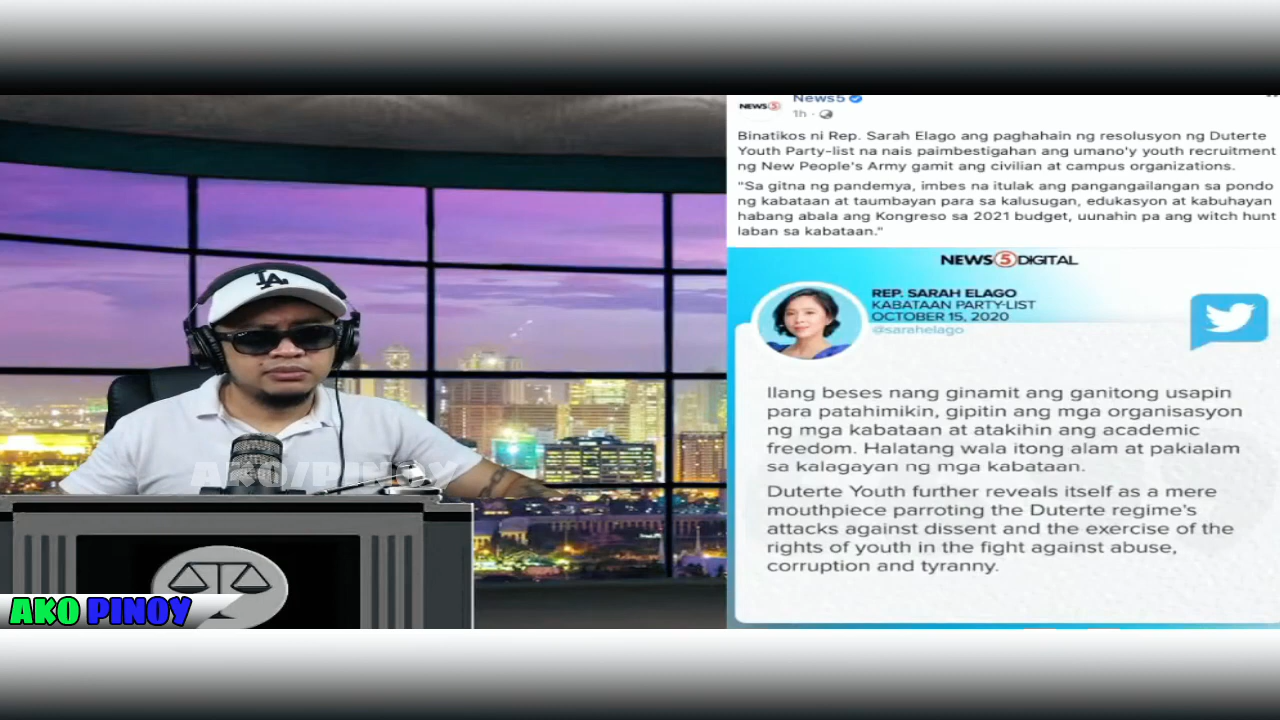 NEWS5
News5
1h ·
Binatikos ni Rep. Sarah Elago ang paghahain ng resolusyon ng Duterte
Youth Party-list na nais paimbestigahan ang umano'y youth recruitment
ng New People's Army gamit ang civilian at campus organizations.
"Sa gitna ng pandemya, imbes na itulak ang pangangailangan sa pondo
ng kabataan at taumbayan para sa kalusugan, edukasyon at kabuhayan
habang abala ang Kongreso sa 2021 budget, uunahin pa ang witch hunt
laban sa kabataan."
NEWS5DIGITAL
REP. SARAH ELAGO
KABATAAN PARTY-LIST
OCTOBER 15, 2020
@sarahelago
Ilang beses nang ginamit ang ganitong usapin
para patahimikin, gipitin ang mga organisasyon
ng mga kabataan at atakihin ang academic
freedom. Halatang wala itong alam at pakialam
sa kalagayan ng mga kabataan.
Duterte Youth further reveals itself as a mere
mouthpiece parroting the Duterte regime's
attacks against dissent and the exercise of the
rights of youth in the fight against abuse,
corruption and tyranny.
LA
AKO/PINOY
AKO PINOY